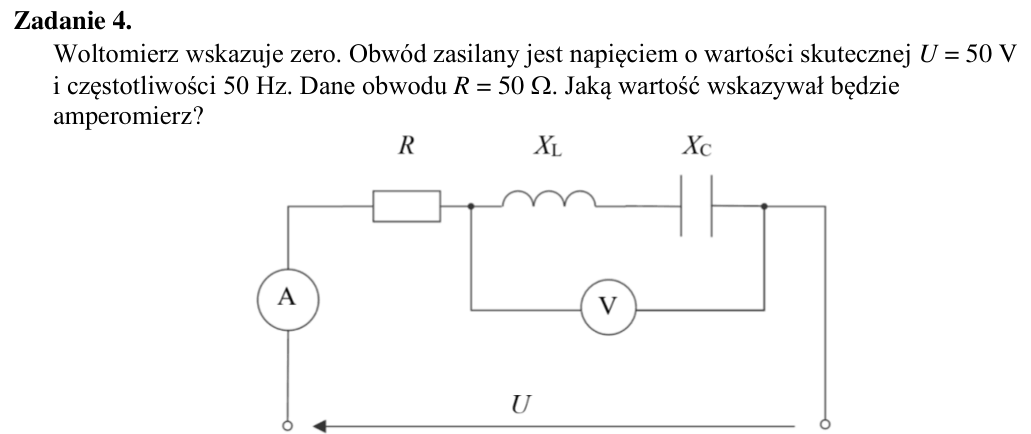 Zadanie 4.
Woltomierz wskazuje zero. Obwód zasilany jest napięciem o wartości skutecznej U = 50 V
i częstotliwości 50 Hz. Dane obwodu R = 50 Ω. Jaką wartość wskazywał będzie
amperomierz?
R XL XC
A
V
U